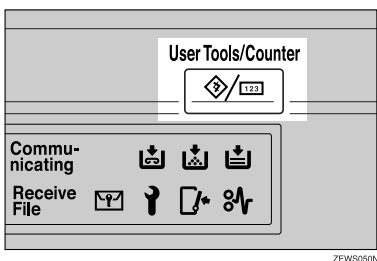 User Tools/Counter
123
Commu-
nicating
Receive
File
ZEWS050N